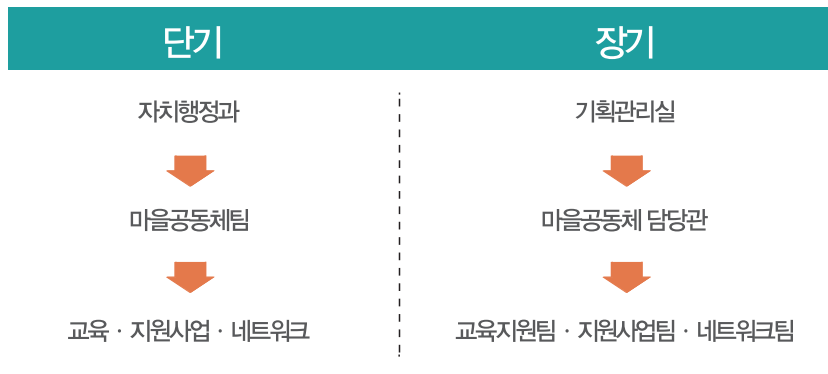 단기
장기
자치행정과
기획관리실
마을공동체팀
마을공동체 담당관
교육 · 지원사업 · 네트워크
교육지원팀 · 지원사업팀 · 네트워크팀